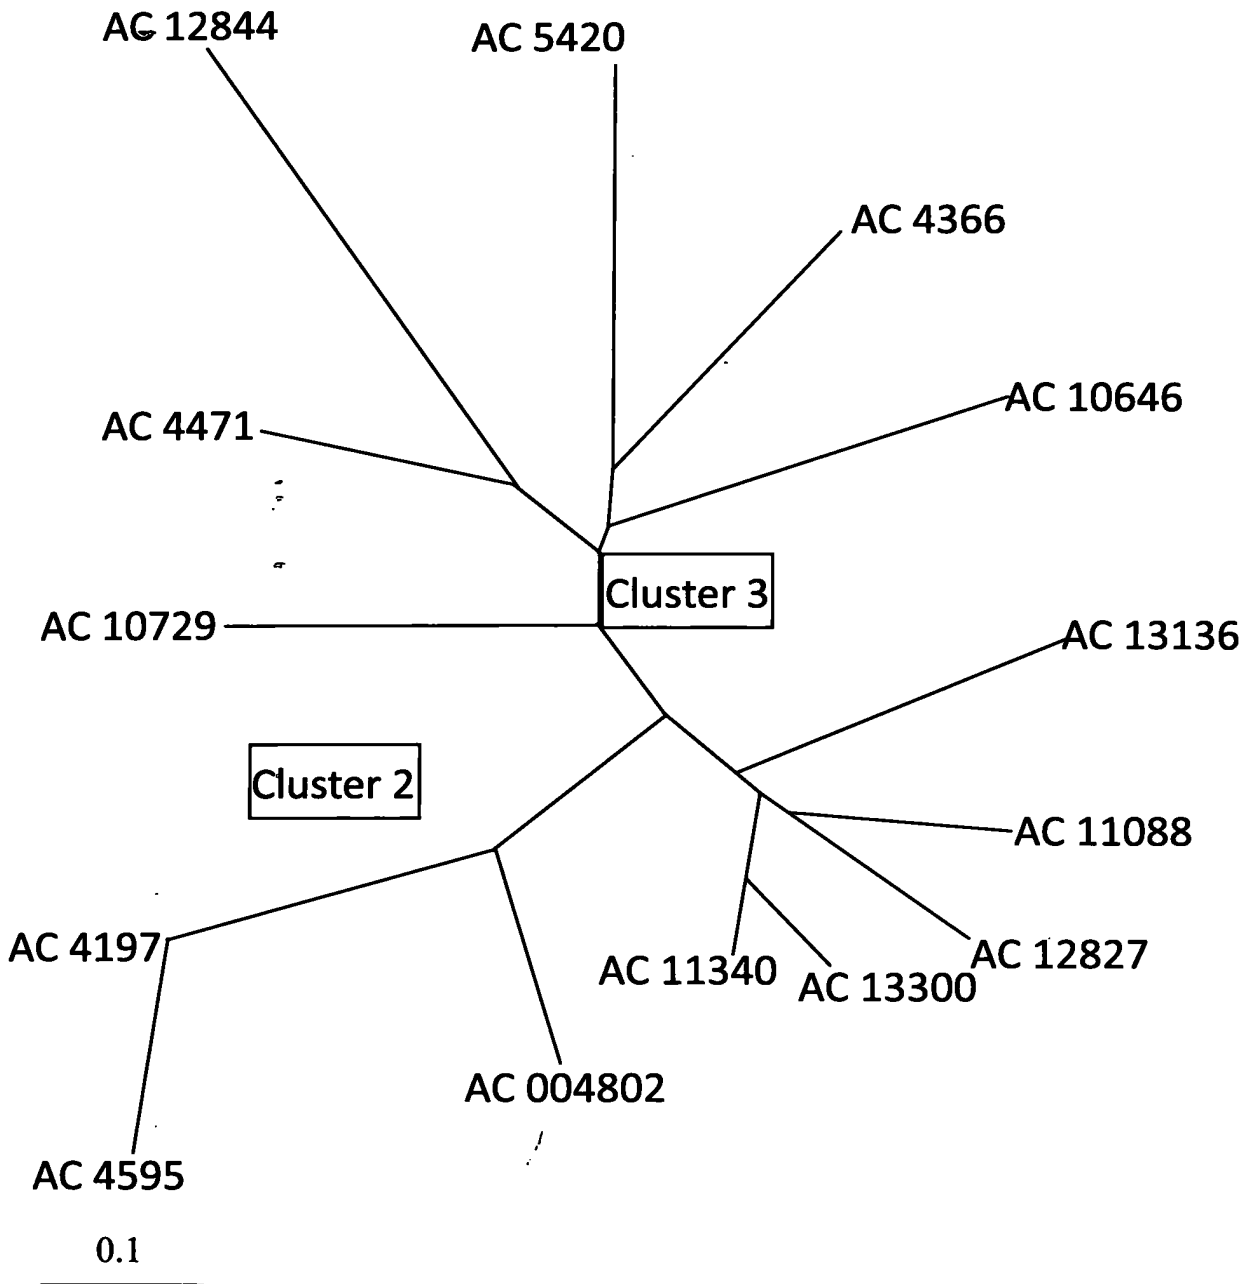 AC 12844
AC 5420
AC 4366
AC 10646
AC 4471
Cluster 3
AC 10729
AC 13136
Cluster 2
AC 11088
AC 4197
AC 12827
AC 11340
AC 13300
AC 004802
AC 4595
0.1